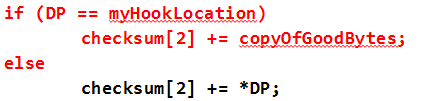 if (DP == myHookLocation)
checksum[2] += copyOfGoodBytes;
else
checksum[2] += *DP;